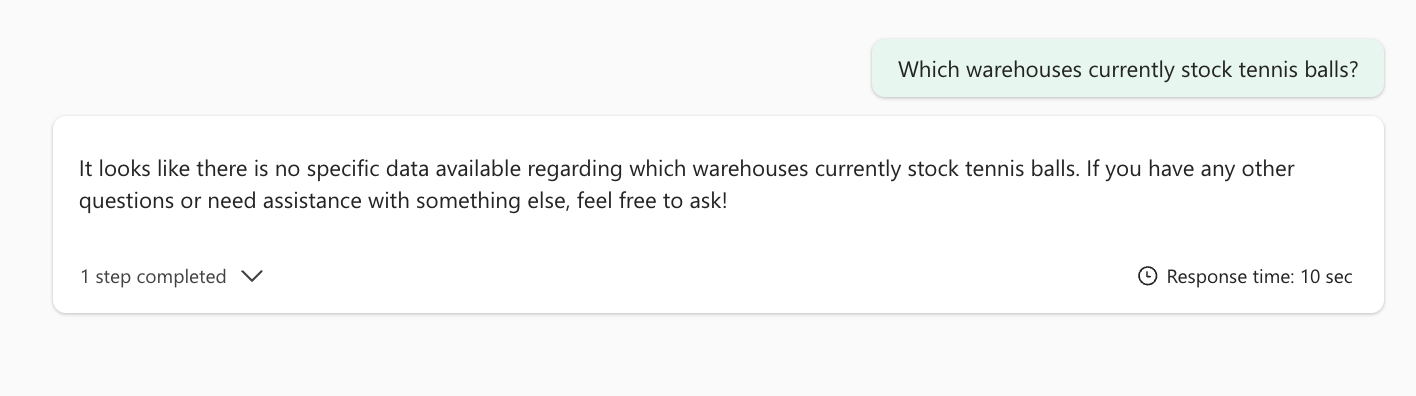 Which warehouses currently stock tennis balls?
It looks like there is no specific data available regarding which warehouses currently stock tennis balls. If you have any other
questions or need assistance with something else, feel free to ask!
1 step completed
Response time: 10 sec